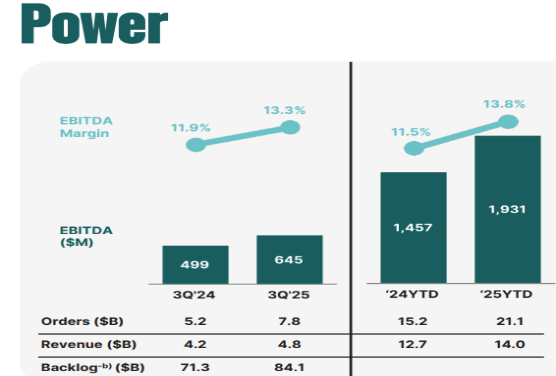 Power
EBITDA
Margin
11.9%
13.3%
11.5%
13.8%
EBITDA
($M)
499
645
1,457
1,931
3Q'24
3Q'25
'24YTD
'25YTD
Orders ($B) 5.2 7.8 15.2 21.1
Revenue ($B) 4.2 4.8 12.7 14.0
Backlog-b) ($B) 71.3 84.1